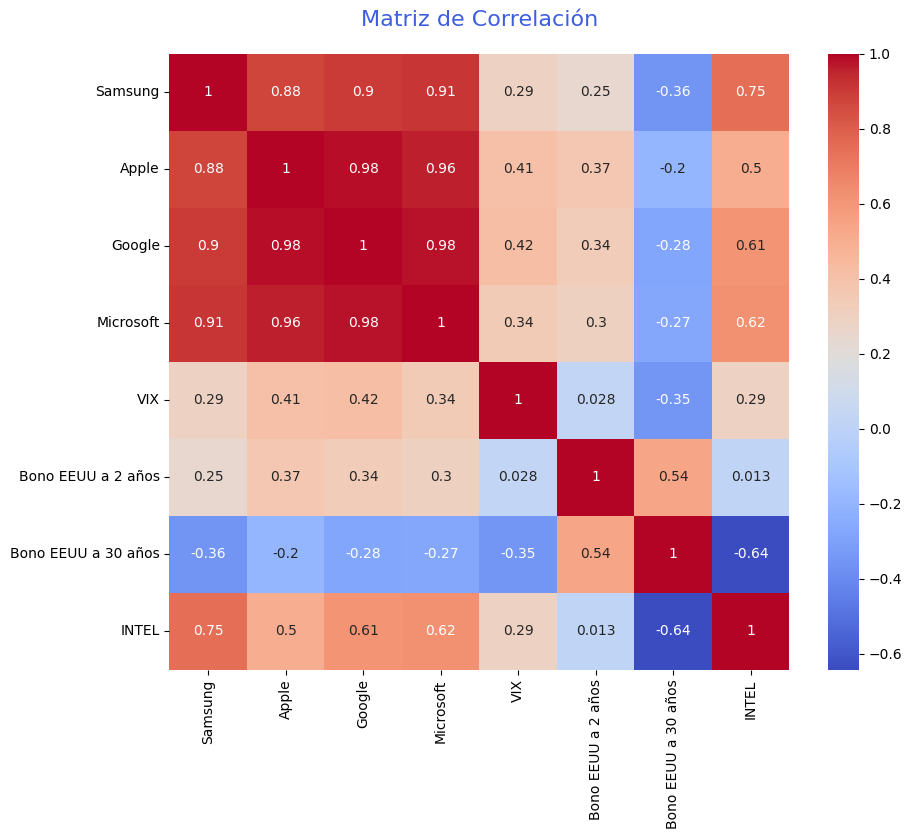 Matriz de Correlación
Samsung 1 0.88 0.9 0.91 0.29 0.25 -0.36 0.75
Apple 0.88 1 0.98 0.96 0.41 0.37 -0.2 0.5
Google 0.9 0.98 1 0.98 0.42 0.34 -0.28 0.61
Microsoft 0.91 0.96 0.98 1 0.34 0.3 -0.27 0.62
VIX 0.29 0.41 0.42 0.34 1 0.028 -0.35 0.29
Bono EEUU a 2 años 0.25 0.37 0.34 0.3 0.028 1 0.54 0.013
Bono EEUU a 30 años -0.36 -0.2 -0.28 -0.27 -0.35 0.54 1 -0.64
INTEL 0.75 0.5 0.61 0.62 0.29 0.013 -0.64 1
Samsung
Apple
Google
Microsoft
VIX
Bono EEUU a 2 años
Bono EEUU a 30 años
INTEL
1.0
0.8
0.6
0.4
0.2
0.0
−0.2
−0.4
−0.6